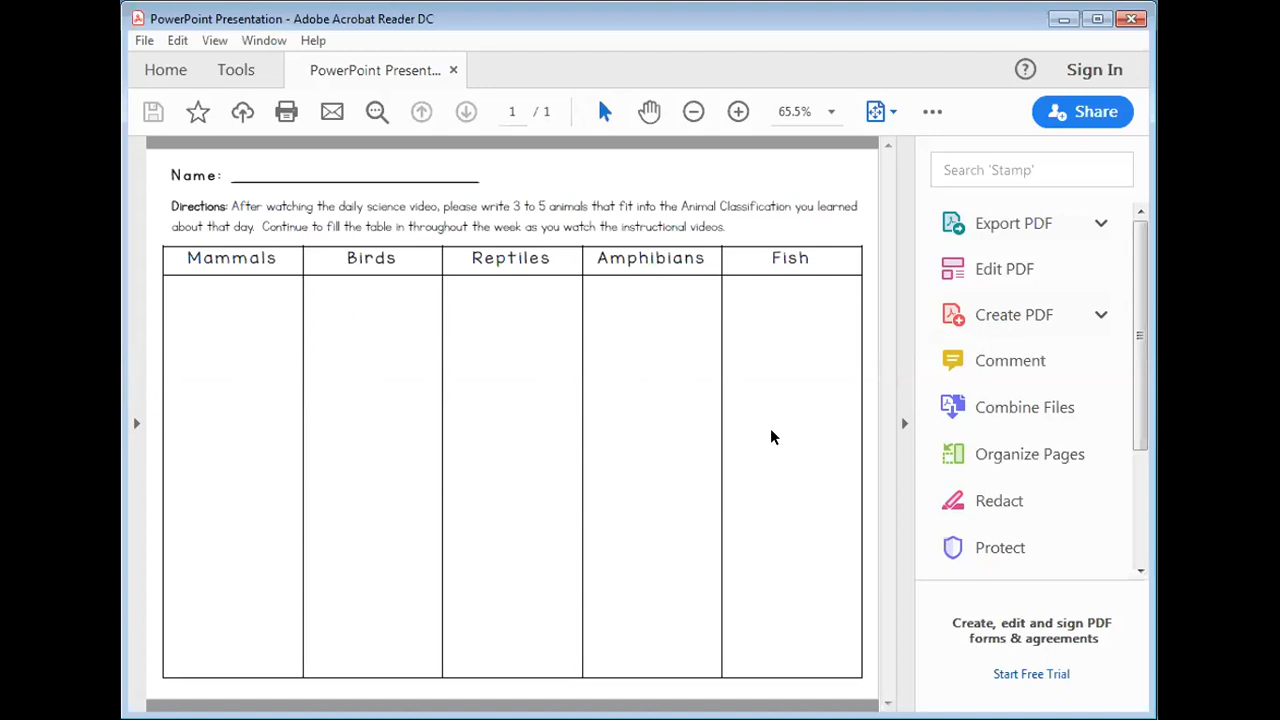 PowerPoint Presentation - Adobe Acrobat Reader DC
File Edit View Window Help
Home Tools PowerPoint Present... Sign In
1 / 1 65.5% Share
Name:
Directions: After watching the daily science video, please write 3 to 5 animals that fit into the Animal Classification you learned
about that day. Continue to fill the table in throughout the week as you watch the instructional videos.
Mammals Birds Reptiles Amphibians Fish
Search 'Stamp'
Export PDF
Edit PDF
Create PDF
Comment
Combine Files
Organize Pages
Redact
Protect
Create, edit and sign PDF
forms & agreements
Start Free Trial